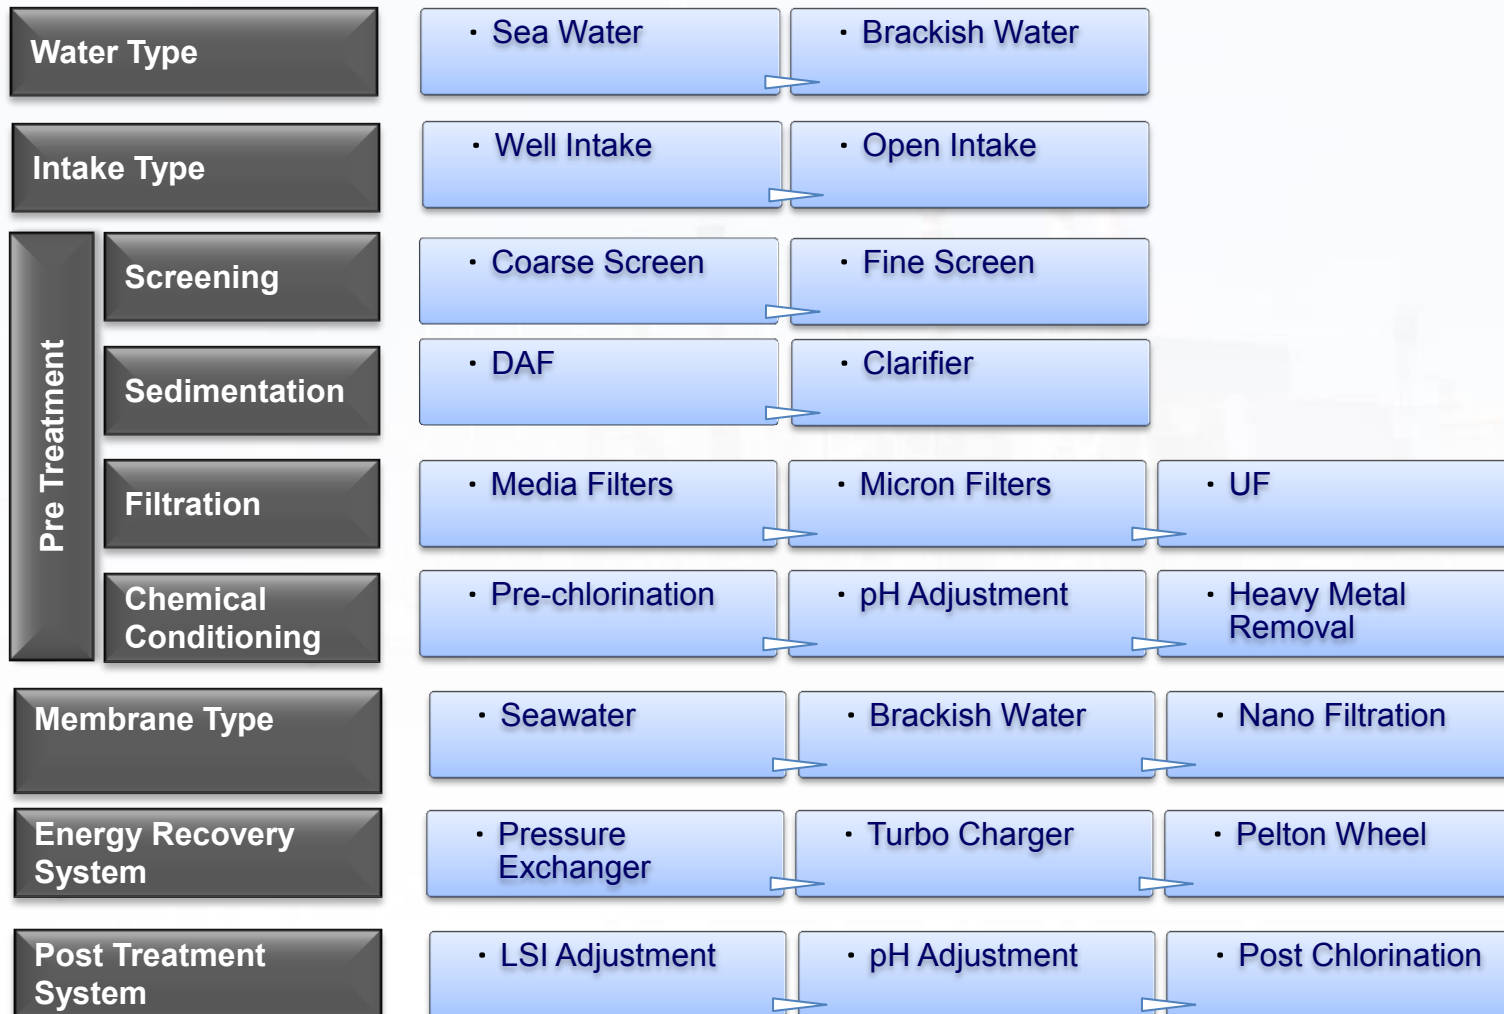 Water Type
· Sea Water
· Brackish Water
Intake Type
· Well Intake
· Open Intake
Pre Treatment
Screening
· Coarse Screen
· Fine Screen
Sedimentation
· DAF
· Clarifier
Filtration
· Media Filters
· Micron Filters
· UF
Chemical
Conditioning
· Pre-chlorination
· pH Adjustment
· Heavy Metal
Removal
Membrane Type
· Seawater
· Brackish Water
· Nano Filtration
Energy Recovery
System
· Pressure
Exchanger
· Turbo Charger
· Pelton Wheel
Post Treatment
System
· LSI Adjustment
· pH Adjustment
· Post Chlorination